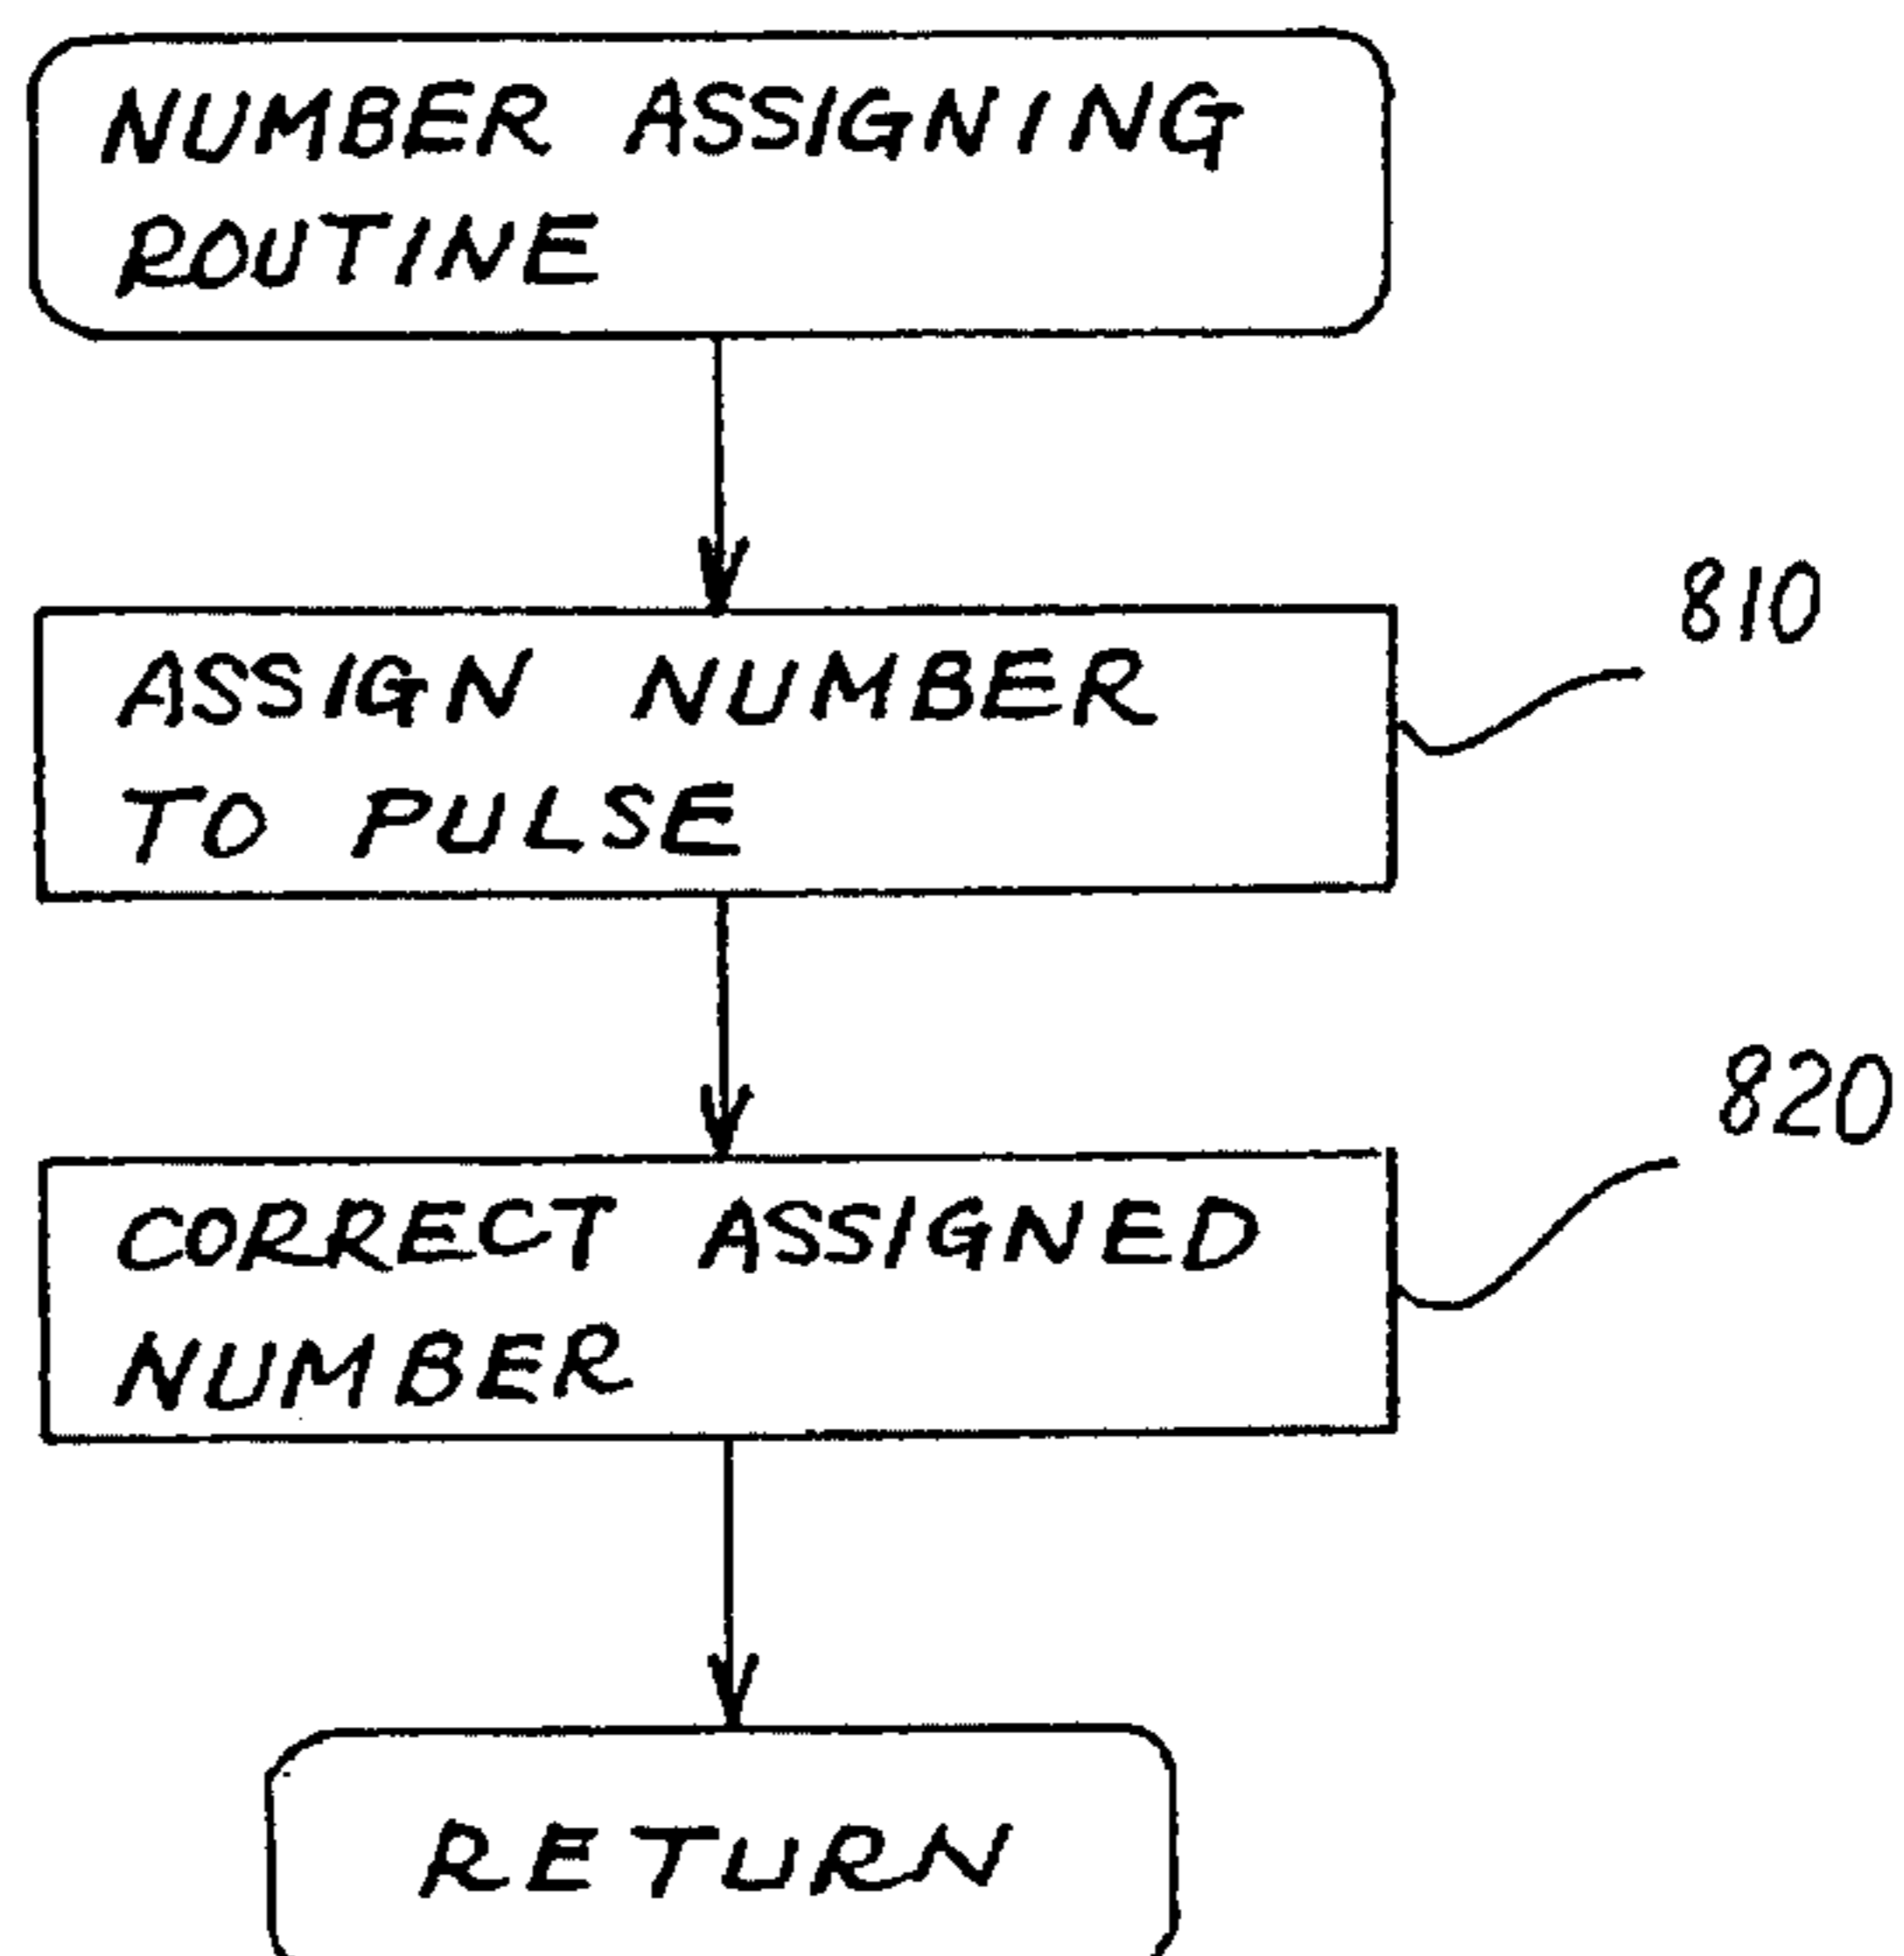 NUMBER ASSIGNING
ROUTINE
810
ASSIGN NUMBER
TO PULSE
820
CORRECT ASSIGNED
NUMBER
RETURN